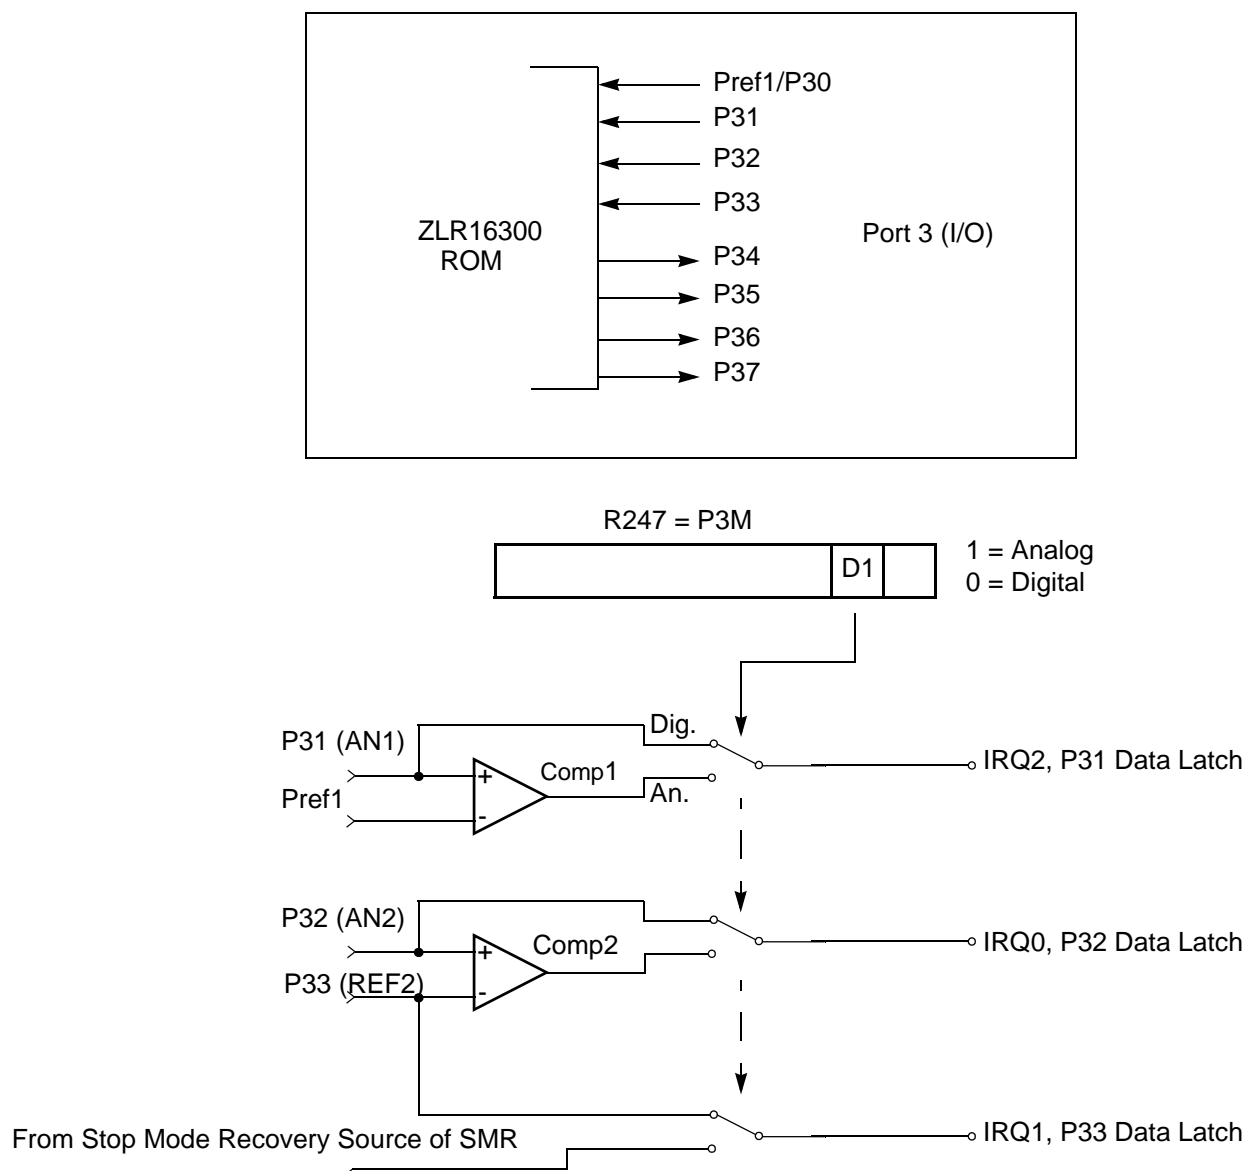 Pref1/P30
P31
P32
P33
ZLR16300
ROM
Port 3 (I/O)
P34
P35
P36
P37
R247 = P3M
D1
1 = Analog
0 = Digital
Dig.
P31 (AN1)
+
Comp1
An.
IRQ2, P31 Data Latch
Pref1
-
P32 (AN2)
+
Comp2
IRQ0, P32 Data Latch
P33 (REF2)
-
From Stop Mode Recovery Source of SMR
IRQ1, P33 Data Latch